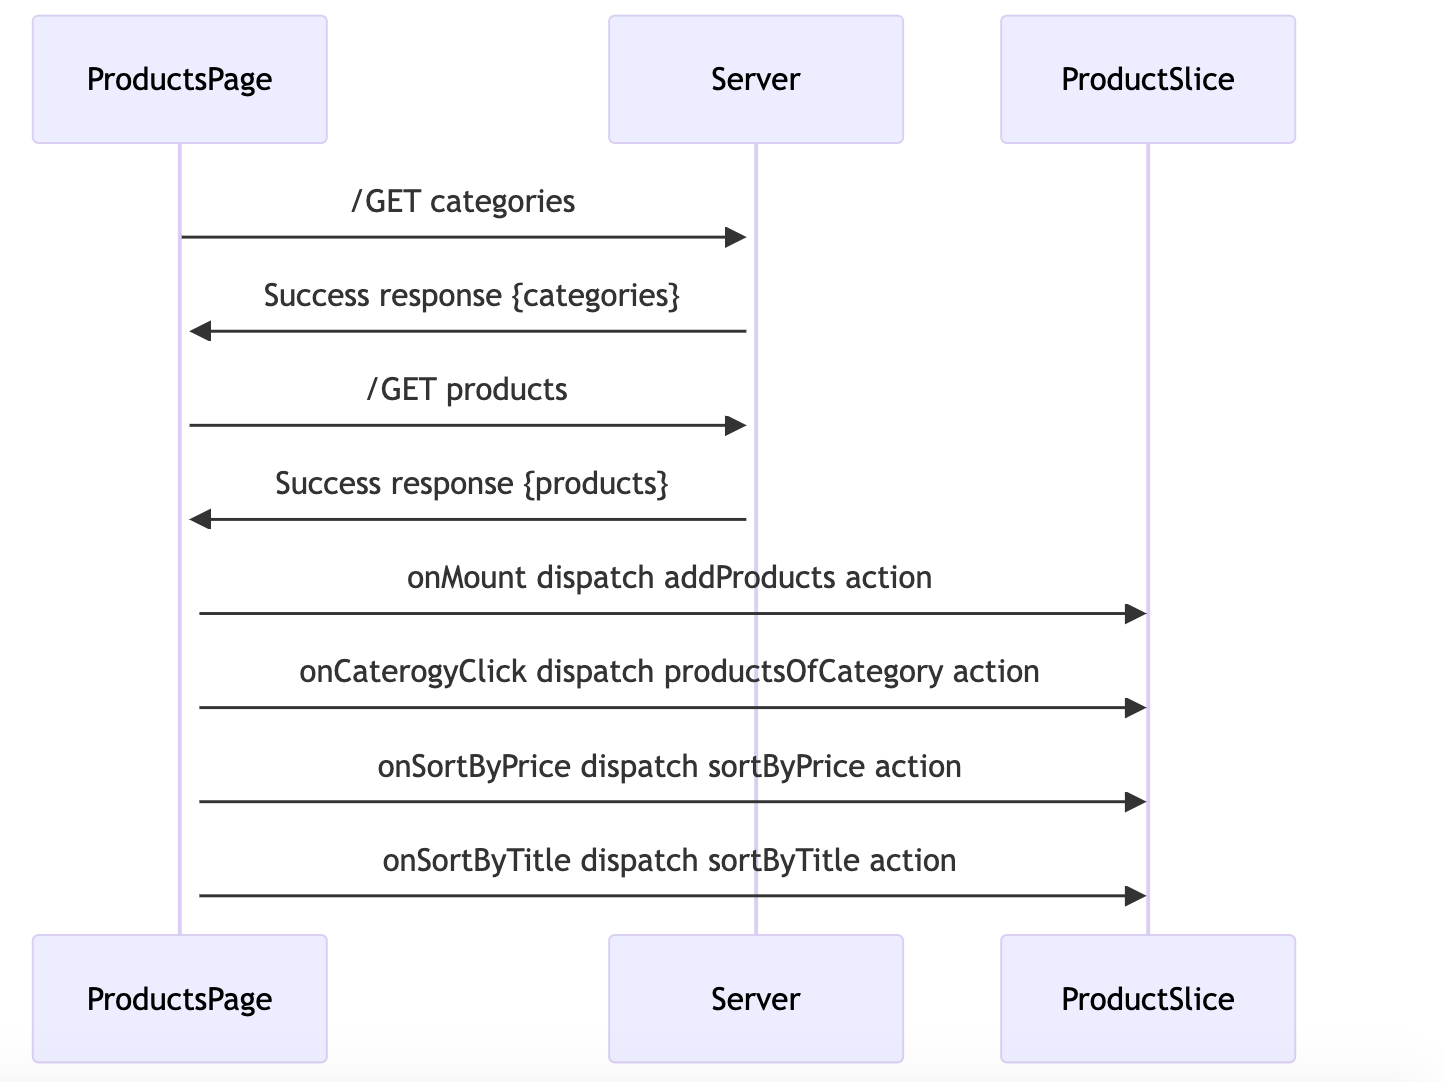 ProductsPage
Server
ProductSlice
/GET categories
Success response {categories}
/GET products
Success response {products}
onMount dispatch addProducts action
onCaterogyClick dispatch productsOfCategory action
onSortByPrice dispatch sortByPrice action
onSortByTitle dispatch sortByTitle action
ProductsPage
Server
ProductSlice